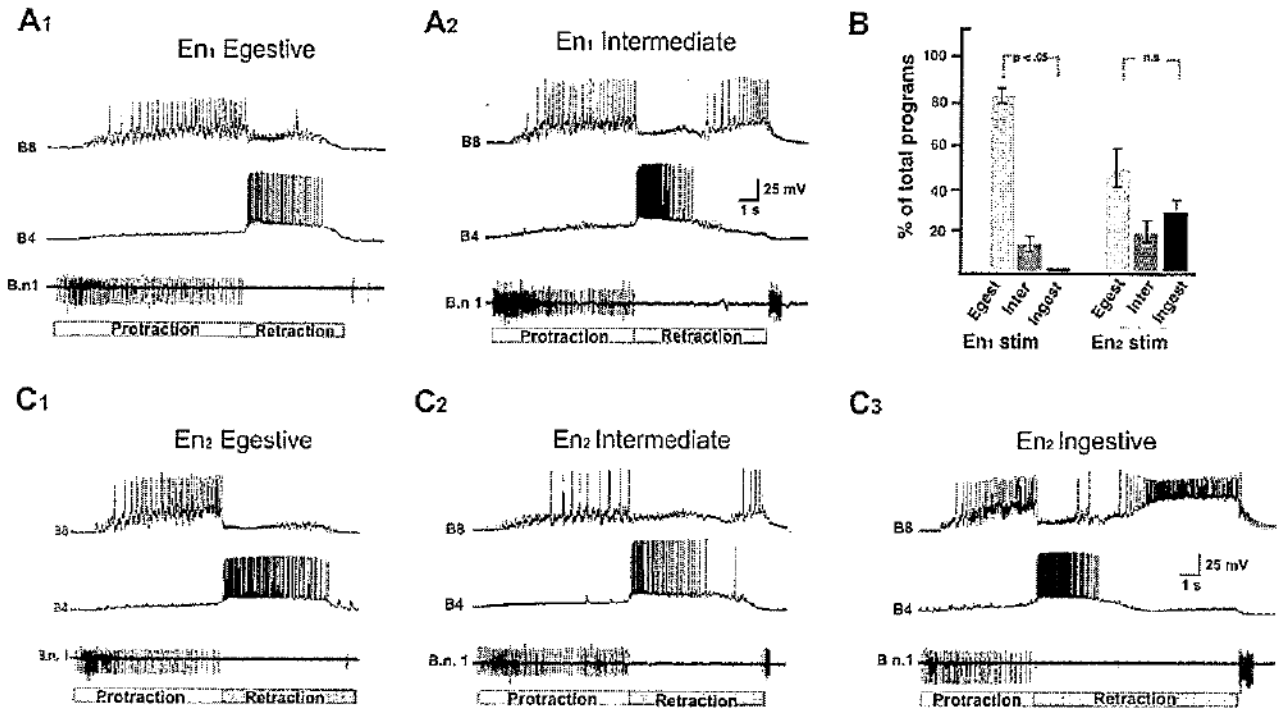 A1
En1 Egestive
B8
B4
B.n1
Protraction Retraction
A2
En1 Intermediate
B8
25 mV
1 s
B4
B.n 1
Protraction Retraction
B
% of total programs
100
80
60
40
20
p < .05
n.s
Egest Inter Ingest Egest Inter Ingest
En1 stim En2 stim
C1
En2 Egestive
B8
B4
B.n. 1
Protraction Retraction
C2
En2 Intermediate
B8
B4
B.n. 1
Protraction Retraction
C3
En2 Ingestive
B8
25 mV
1 s
B4
B n.1
Protraction Retraction